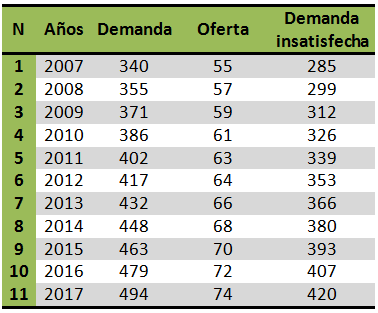 N Años Demanda Oferta Demanda insatisfecha
1 2007 340 55 285
2 2008 355 57 299
3 2009 371 59 312
4 2010 386 61 326
5 2011 402 63 339
6 2012 417 64 353
7 2013 432 66 366
8 2014 448 68 380
9 2015 463 70 393
10 2016 479 72 407
11 2017 494 74 420